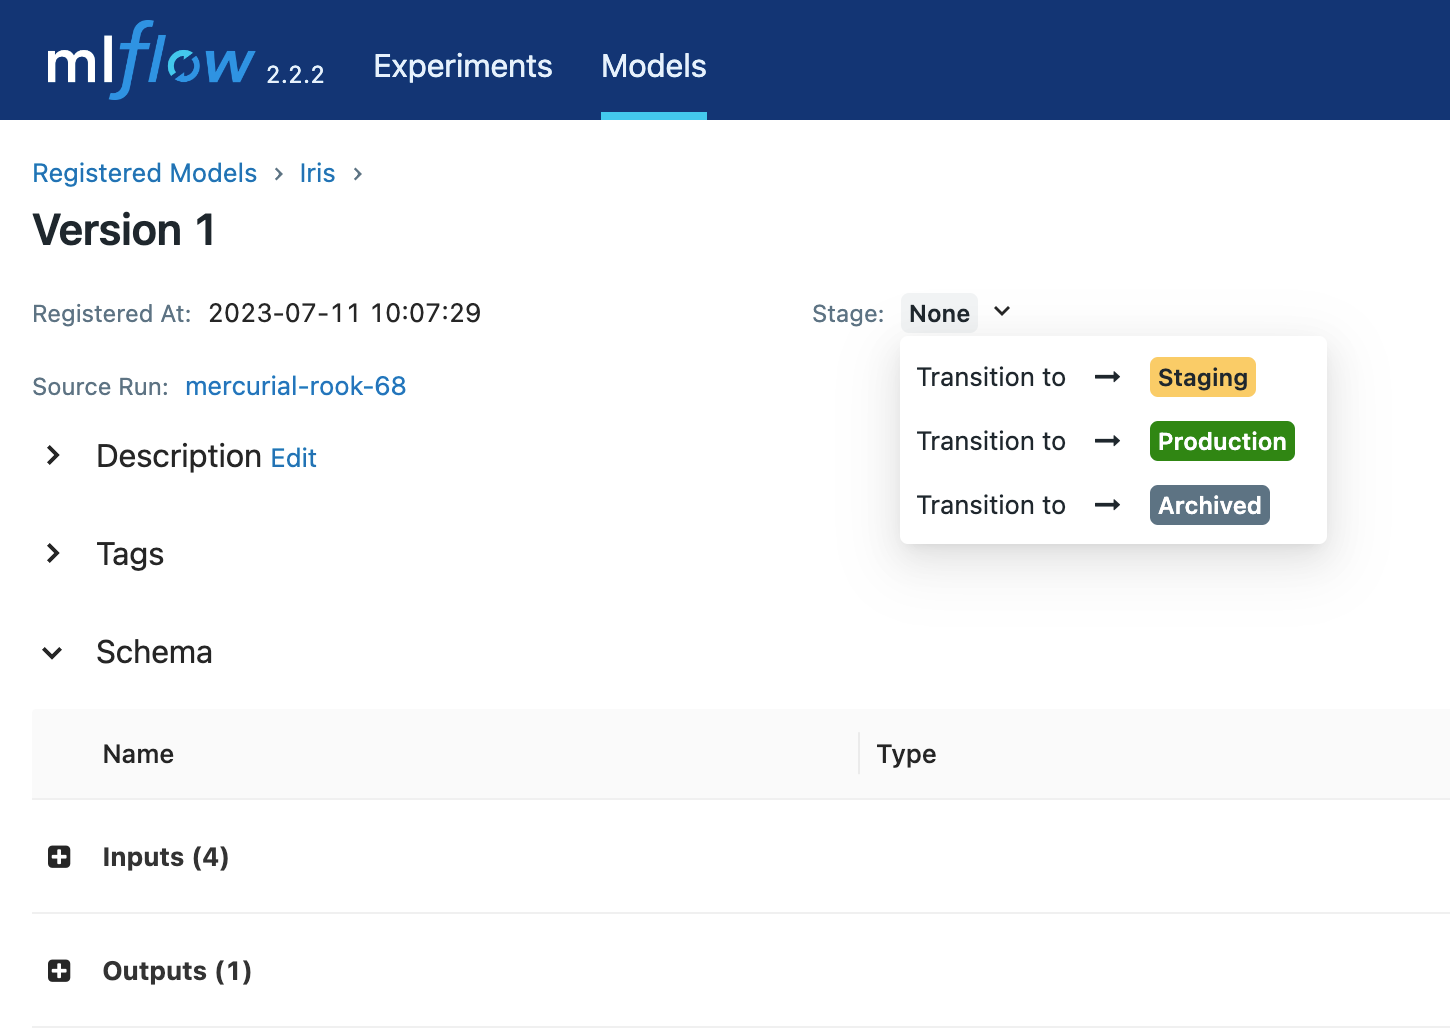 mlflow 2.2.2 Experiments Models
Registered Models > Iris >
Version 1
Registered At: 2023-07-11 10:07:29
Stage: None
Transition to → Staging
Transition to → Production
Transition to → Archived
Source Run: mercurial-rook-68
Description Edit
Tags
Schema
Name Type
Inputs (4)
Outputs (1)